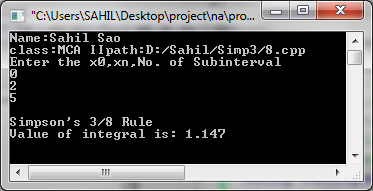 "C:\Users\SAHIL\Desktop\project\na\pro...
Name:Sahil Sao
class:MCA IIpath:D:/Sahil/Simp3/8.cpp
Enter the x0,xn,No. of Subinterval
0
2
5
Simpson's 3/8 Rule
Value of integral is: 1.147